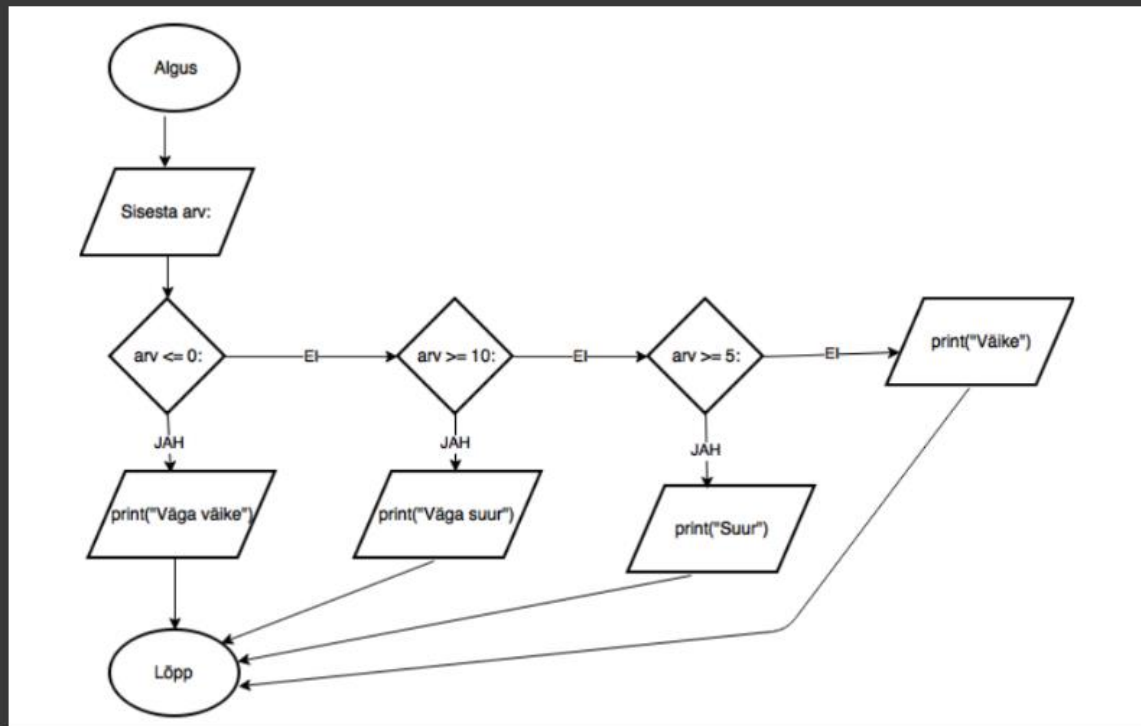 Algus
Sisesta arv:
arv <= 0:
EI
arv >= 10:
EI
arv >= 5:
EI
print("Väike")
JAH
JAH
JAH
print("Väga väike")
print("Väga suur")
print("Suur")
Lõpp